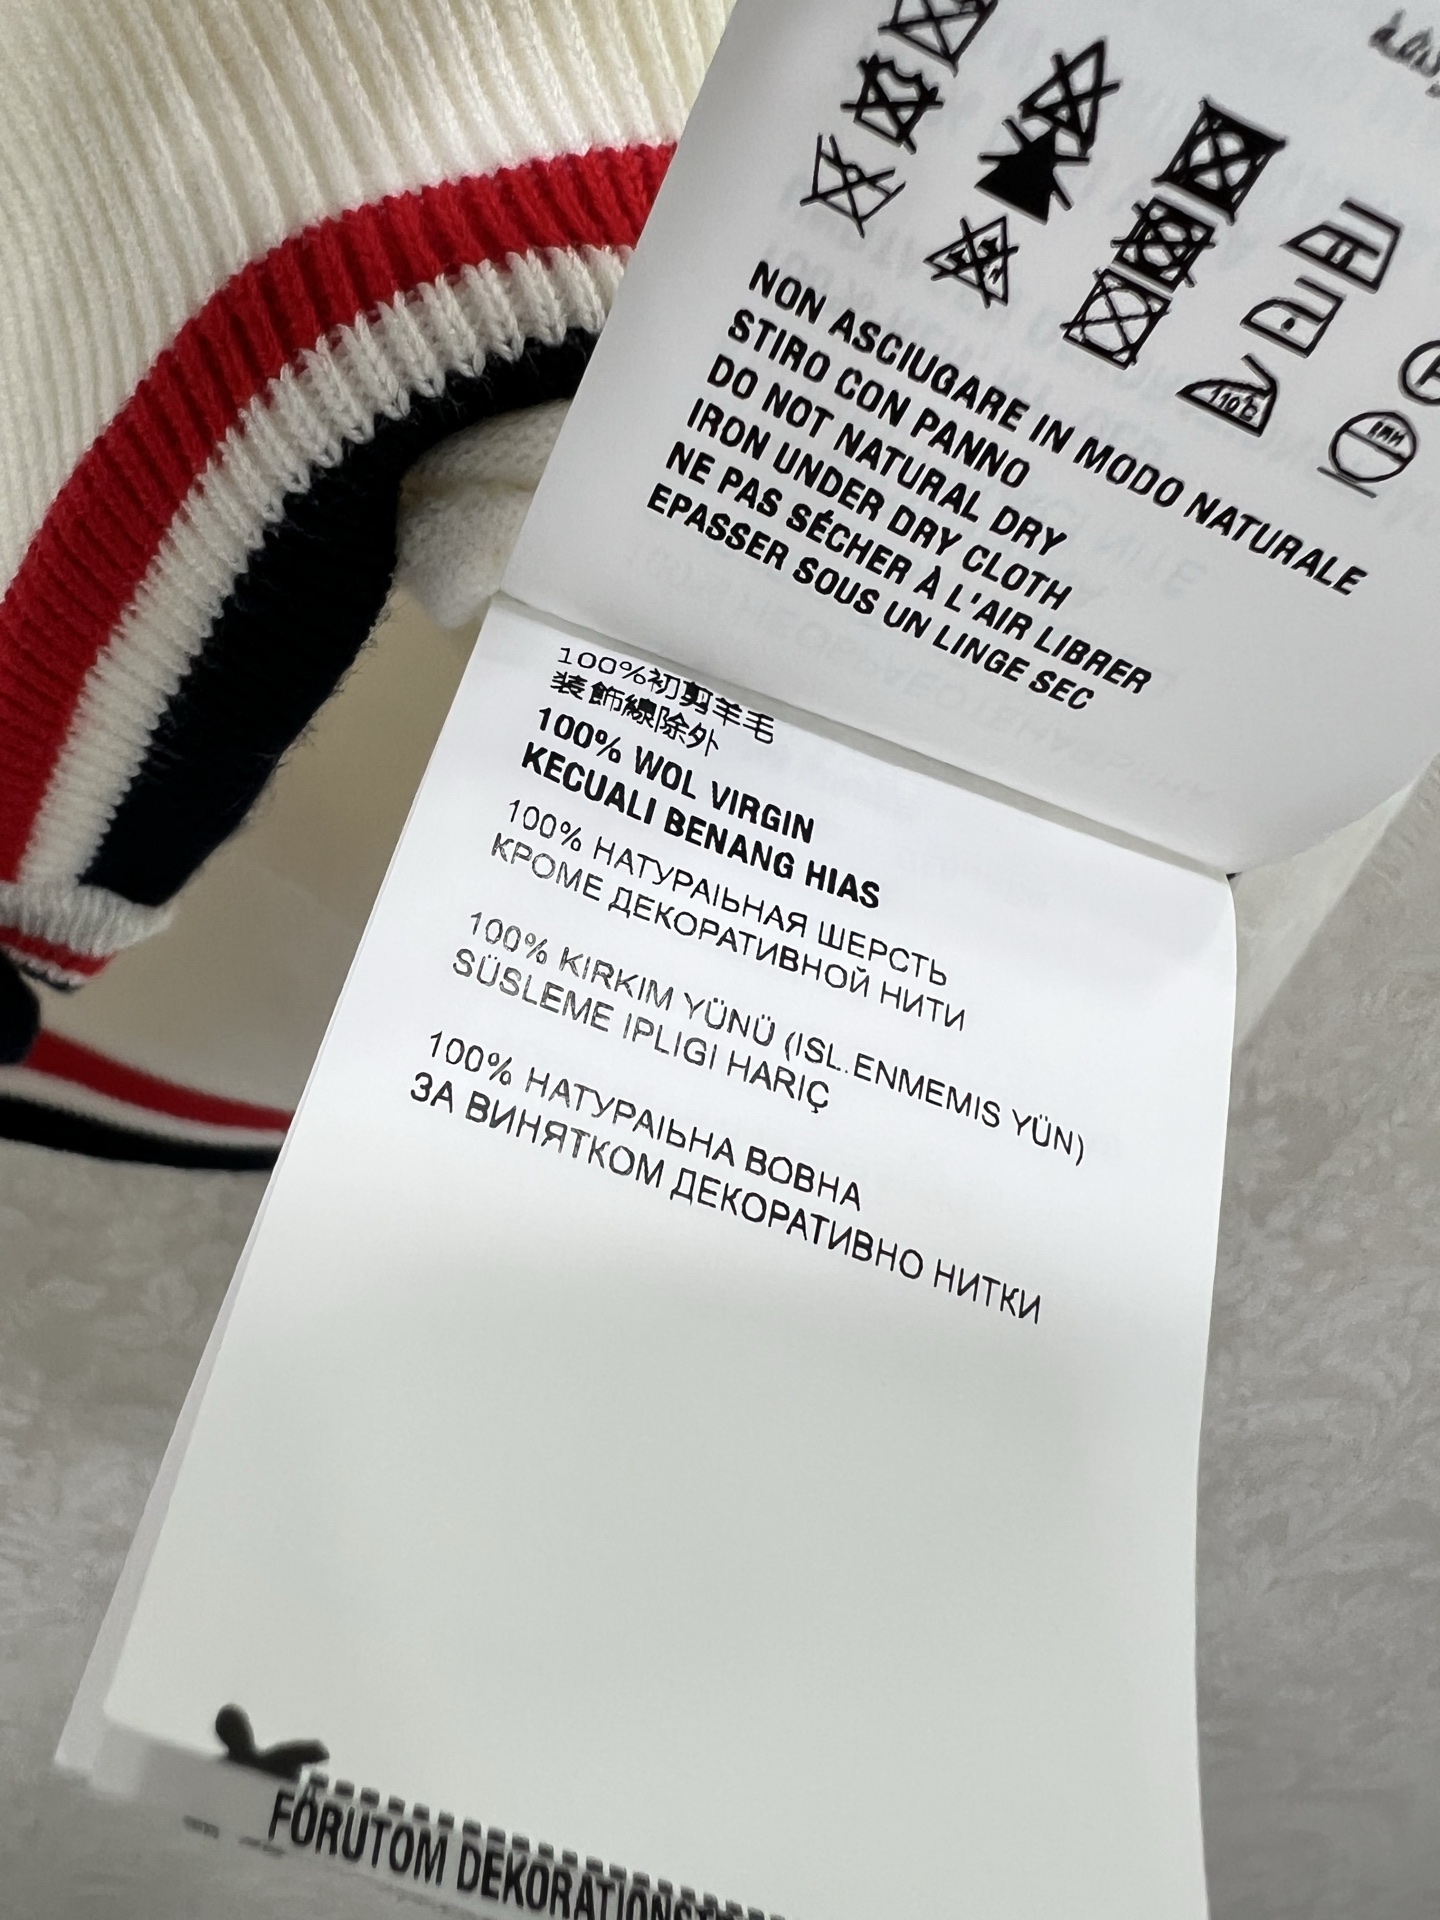 110°C
NON ASCIUGARE IN MODO NATURALE
STIRO CON PANNO
DO NOT NATURAL DRY
IRON UNDER DRY CLOTH
NE PAS SÉCHER À L'AIR LIBRER
EPASSER SOUS UN LINGE SEC
100%初剪羊毛
装飾線除外
100% WOL VIRGIN
KECUALI BENANG HIAS
100% НАТУРАІЬНАЯ ШЕРСТЬ
КРОМЕ ДЕКОРАТИВНОЙ НИТИ
100% KIRKIM YÜNÜ (ISL.ENMEMIS YÜN)
SÜSLEME IPLIGI HARIÇ
100% НАТУРАІЬНА ВОВНА
ЗА ВИНЯТКОМ ДЕКОРАТИВНО НИТКИ
FÖRUTOM